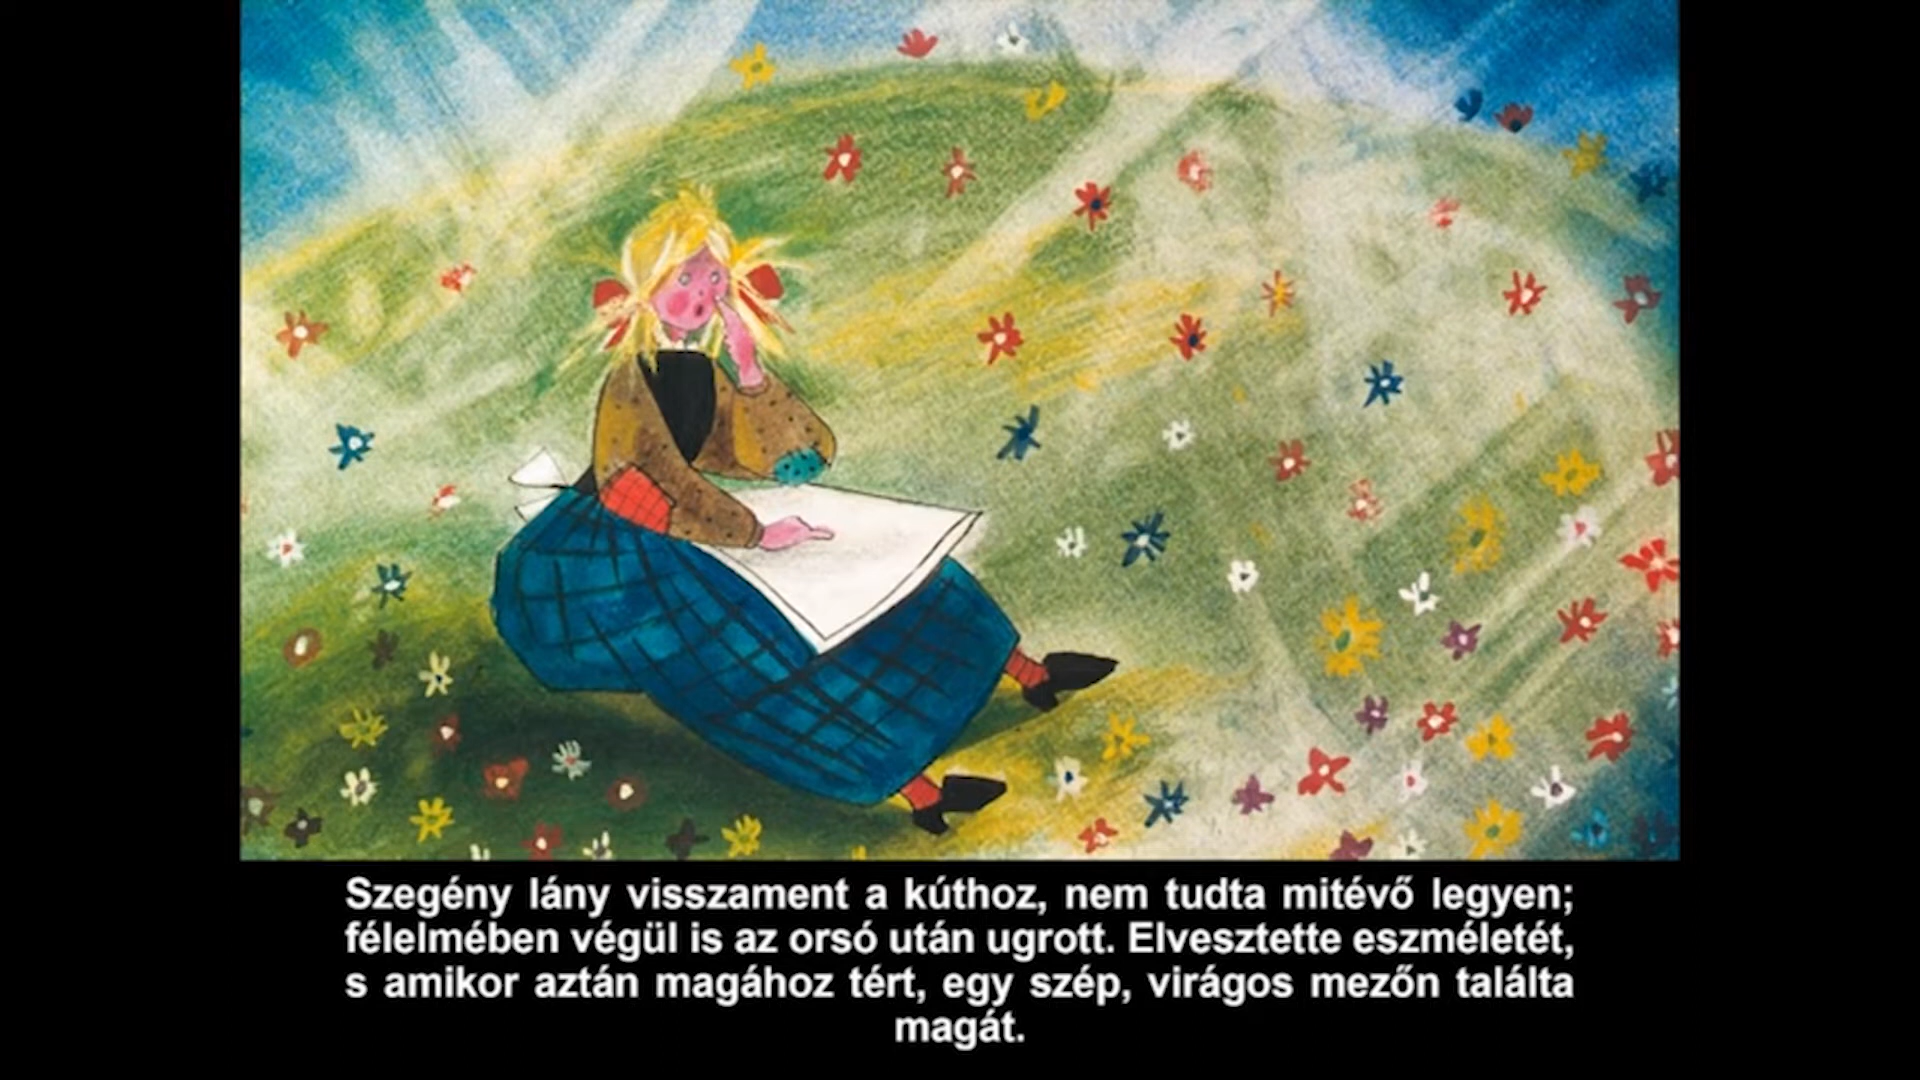 Szegény lány visszament a kúthoz, nem tudta mitévő legyen;
félelmében végül is az orsó után ugrott. Elvesztette eszméletét,
s amikor aztán magához tért, egy szép, virágos mezőn találta
magát.